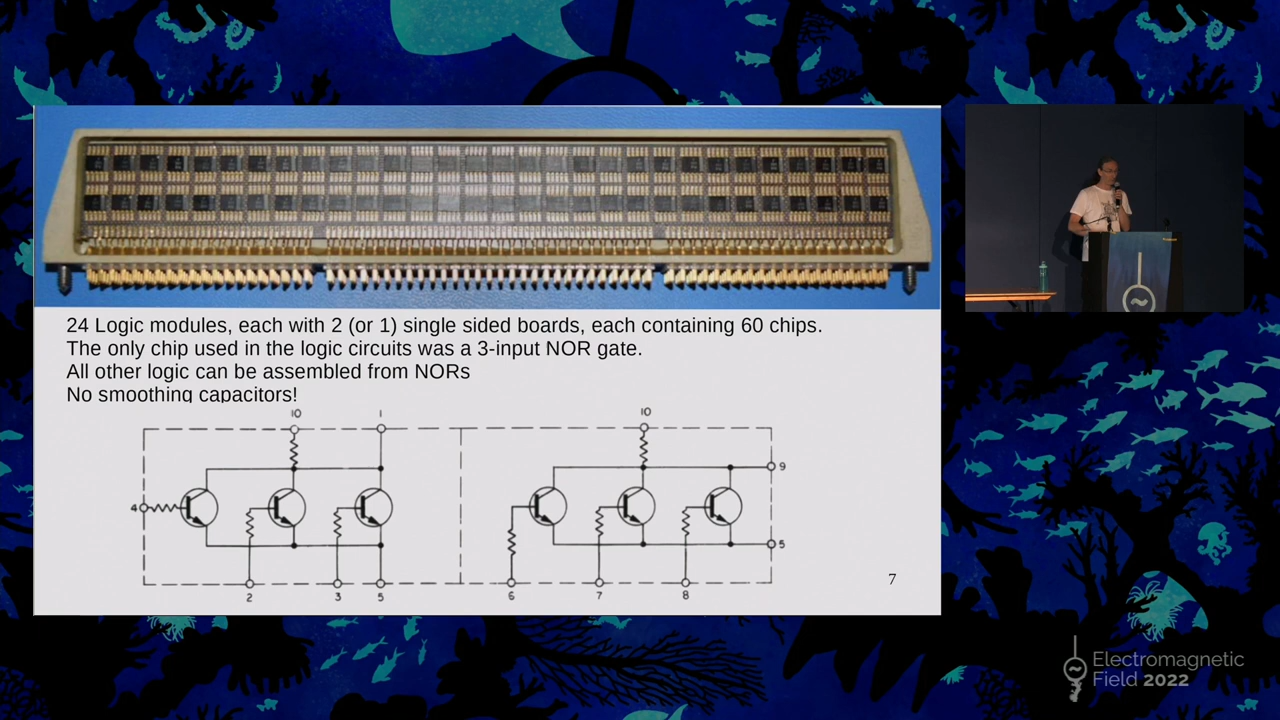 24 Logic modules, each with 2 (or 1) single sided boards, each containing 60 chips.
The only chip used in the logic circuits was a 3-input NOR gate.
All other logic can be assembled from NORs
No smoothing capacitors!
10
1
10
4
9
5
2
3
5
6
7
8
7
Electromagnetic
Field 2022